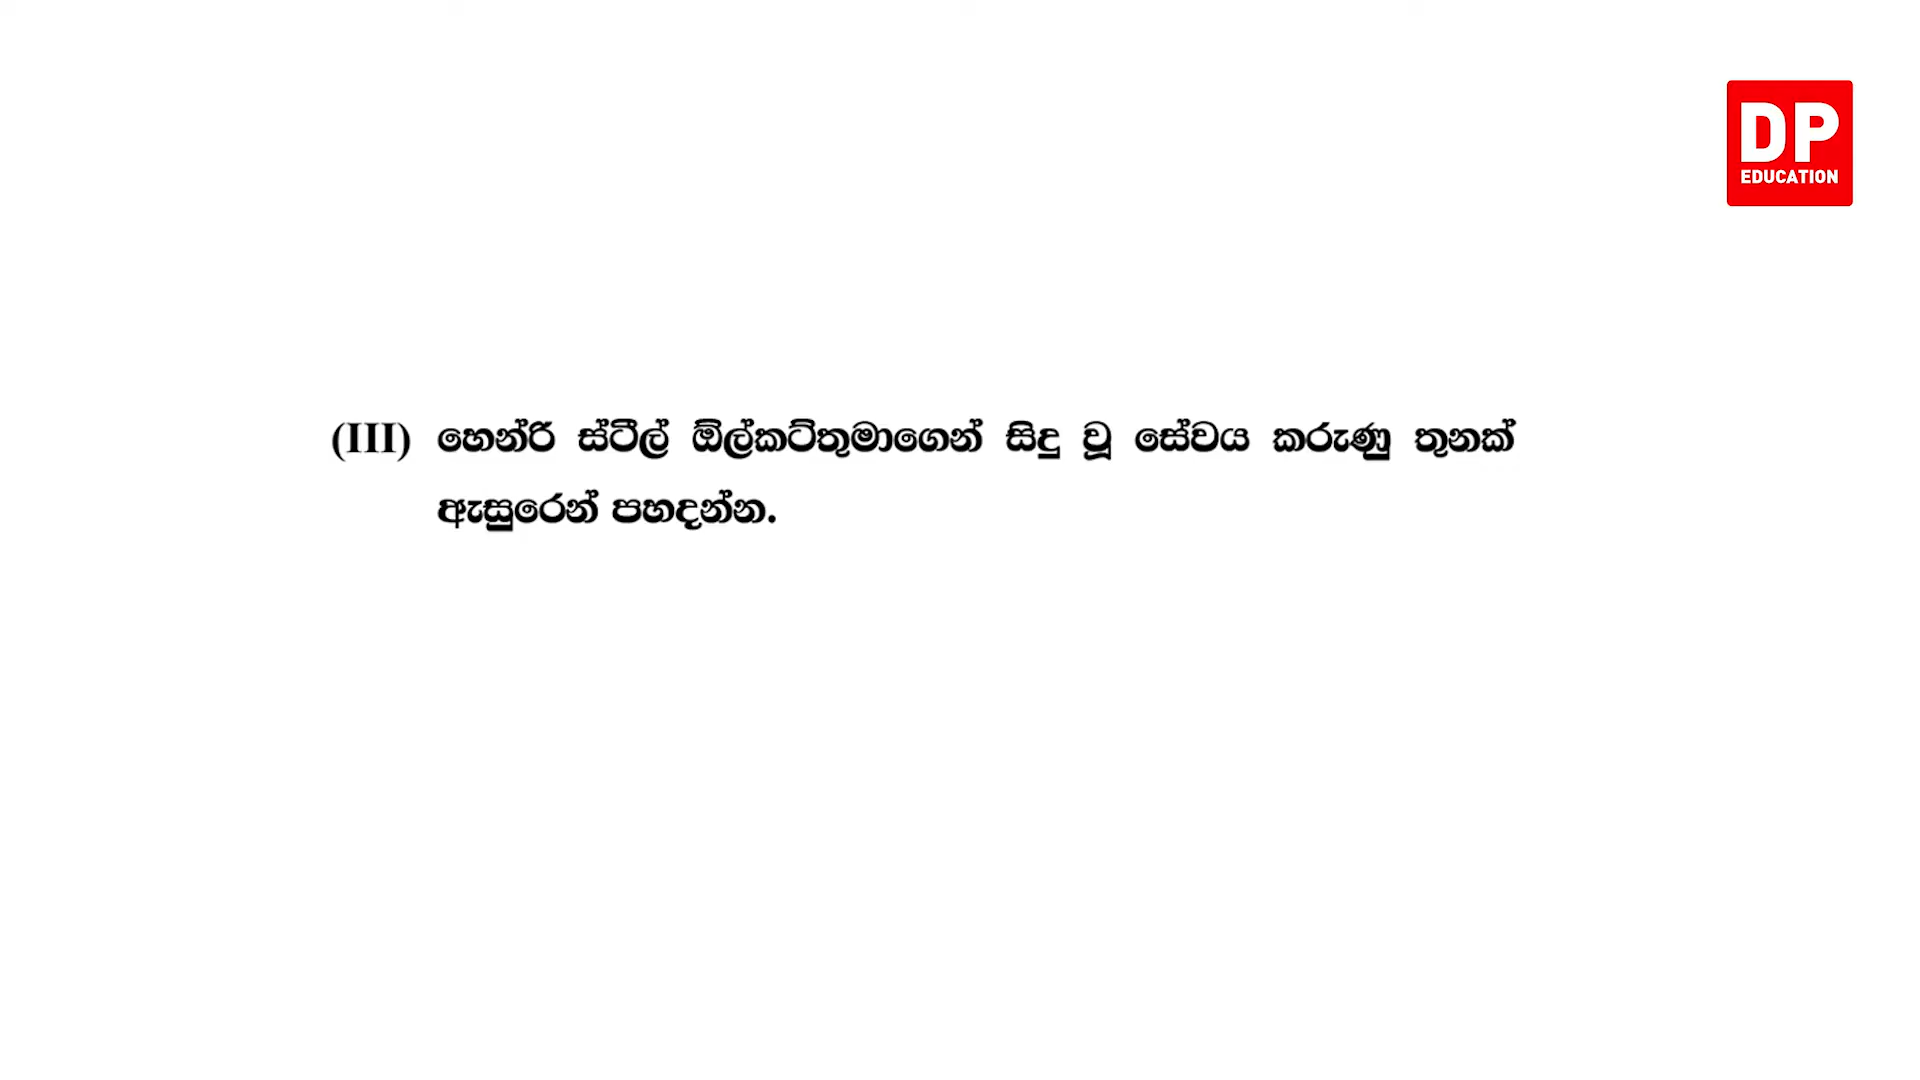 DP
EDUCATION
(III) හෙන්රි ස්ටීල් ඕල්කට්තුමාගෙන් සිදු වූ සේවය කරුණු තුනක්
ඇසුරෙන් පහදන්න.